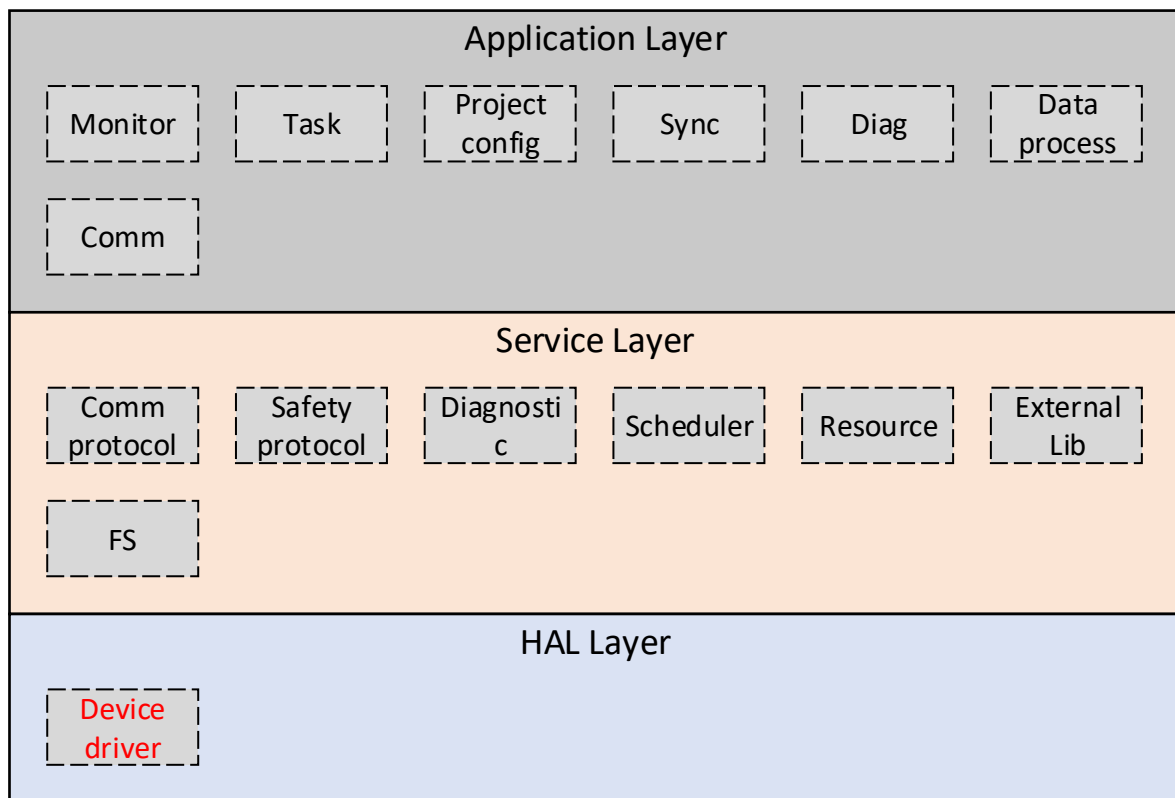 Application Layer
Monitor
Task
Project
config
Sync
Diag
Data
process
Comm
Service Layer
Comm
protocol
Safety
protocol
Diagnosti
c
Scheduler
Resource
External
Lib
FS
HAL Layer
Device
driver